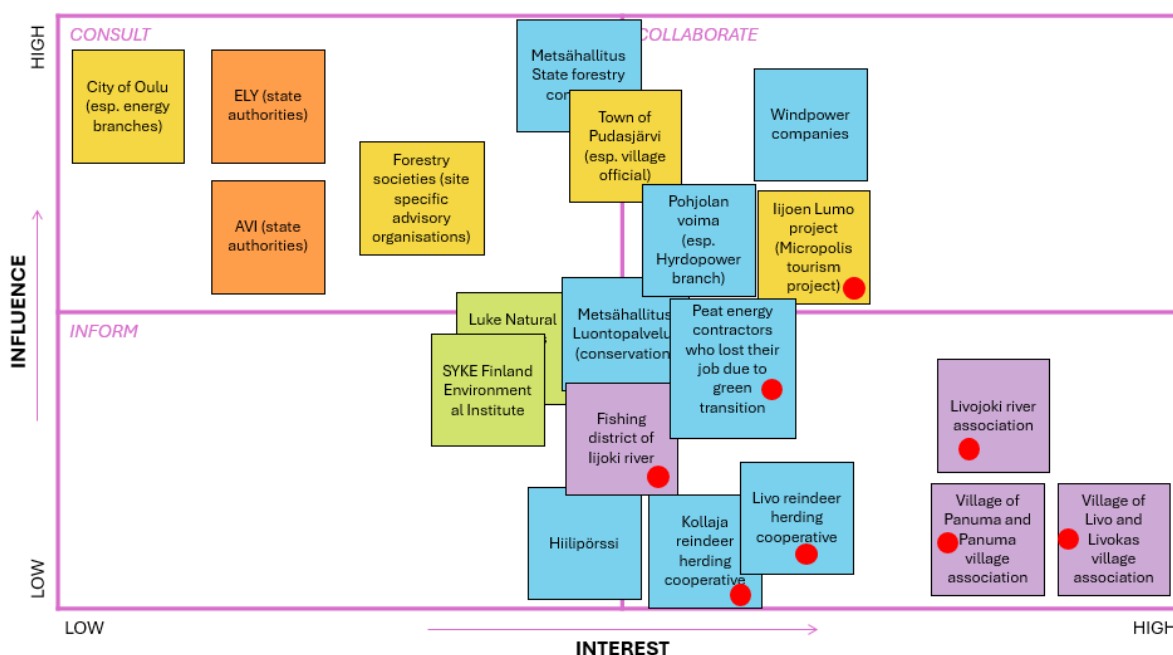 HIGH
CONSULT
COLLABORATE
City of Oulu
(esp. energy
branches)
ELY (state
authorities)
Metsähallitus
State forestry
Town of
Pudasjärvi
(esp. village
official)
Windpower
companies
Forestry
societies (site
specific
advisory
organisations)
AVI (state
authorities)
Pohjolan
voima
(esp.
Hyrdopower
branch)
Iijoen Lumo
project
(Micropolis
tourism
project)
INFLUENCE
INFORM
Luke Natural
SYKE Finland
Environment
al Institute
Metsähallitus
Luontopalvelu
(conservation
Peat energy
contractors
who lost their
job due to
green
transition
Fishing
district of
Iijoki river
Livojoki river
association
Hiilipörssi
Kollaja
reindeer
herding
cooperative
Livo reindeer
herding
cooperative
Village of
Panuma and
Panuma
village
association
Village of
Livo and
Livokas
village
association
LOW
LOW
INTEREST
HIGH